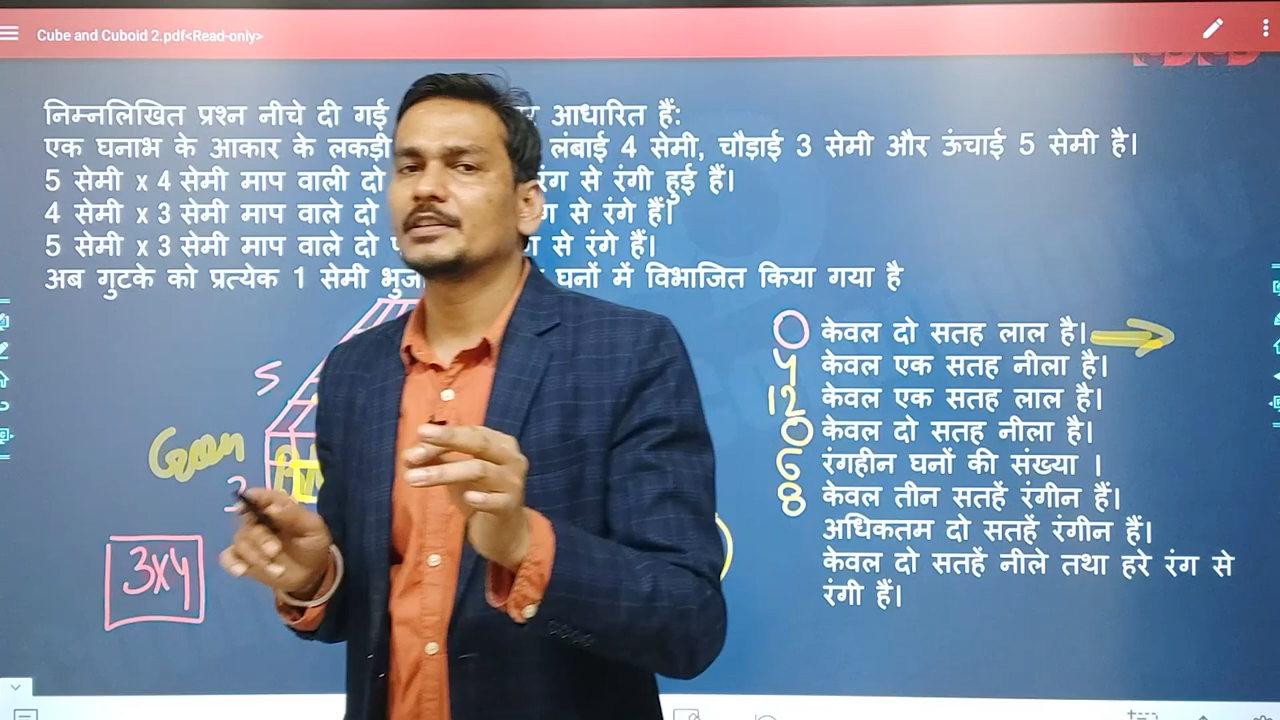 Cube and Cuboid 2.pdf<Read-only>
निम्नलिखित प्रश्न नीचे दी गई आधारित हैं:
एक घनाभ के आकार के लकड़ी लंबाई 4 सेमी, चौड़ाई 3 सेमी और ऊंचाई 5 सेमी है।
5 सेमी x 4 सेमी माप वाली दो रंग से रंगी हुई हैं।
4 सेमी x 3 सेमी माप वाले दो से रंगे हैं।
5 सेमी x 3 सेमी माप वाले दो से रंगे हैं।
अब गुटके को प्रत्येक 1 सेमी घनों में विभाजित किया गया है
0 केवल दो सतह लाल है।
केवल एक सतह नीला है।
12 केवल एक सतह लाल है।
0 केवल दो सतह नीला है।
6 रंगहीन घनों की संख्या ।
8 केवल तीन सतहें रंगीन हैं।
अधिकतम दो सतहें रंगीन हैं।
केवल दो सतहें नीले तथा हरे रंग से
रंगी हैं।
5
Green
3
3x4